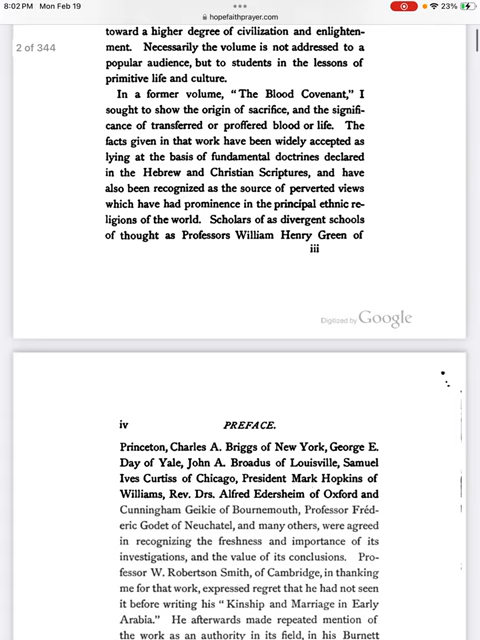 8:02 PM Mon Feb 19
23%
hopefaithprayer.com
2 of 344
toward a higher degree of civilization and enlighten-
ment. Necessarily the volume is not addressed to a
popular audience, but to students in the lessons of
primitive life and culture.
In a former volume, “The Blood Covenant,” I
sought to show the origin of sacrifice, and the signifi-
cance of transferred or proffered blood or life. The
facts given in that work have been widely accepted as
lying at the basis of fundamental doctrines declared
in the Hebrew and Christian Scriptures, and have
also been recognized as the source of perverted views
which have had prominence in the principal ethnic re-
ligions of the world. Scholars of as divergent schools
of thought as Professors William Henry Green of
iii
Digitized by Google
iv PREFACE.
Princeton, Charles A. Briggs of New York, George E.
Day of Yale, John A. Broadus of Louisville, Samuel
Ives Curtiss of Chicago, President Mark Hopkins of
Williams, Rev. Drs. Alfred Edersheim of Oxford and
Cunningham Geikie of Bournemouth, Professor Fréd-
eric Godet of Neuchatel, and many others, were agreed
in recognizing the freshness and importance of its
investigations, and the value of its conclusions. Pro-
fessor W. Robertson Smith, of Cambridge, in thanking
me for that work, expressed regret that he had not seen
it before writing his “Kinship and Marriage in Early
Arabia.” He afterwards made repeated mention of
the work as an authority in its field, in his Burnett